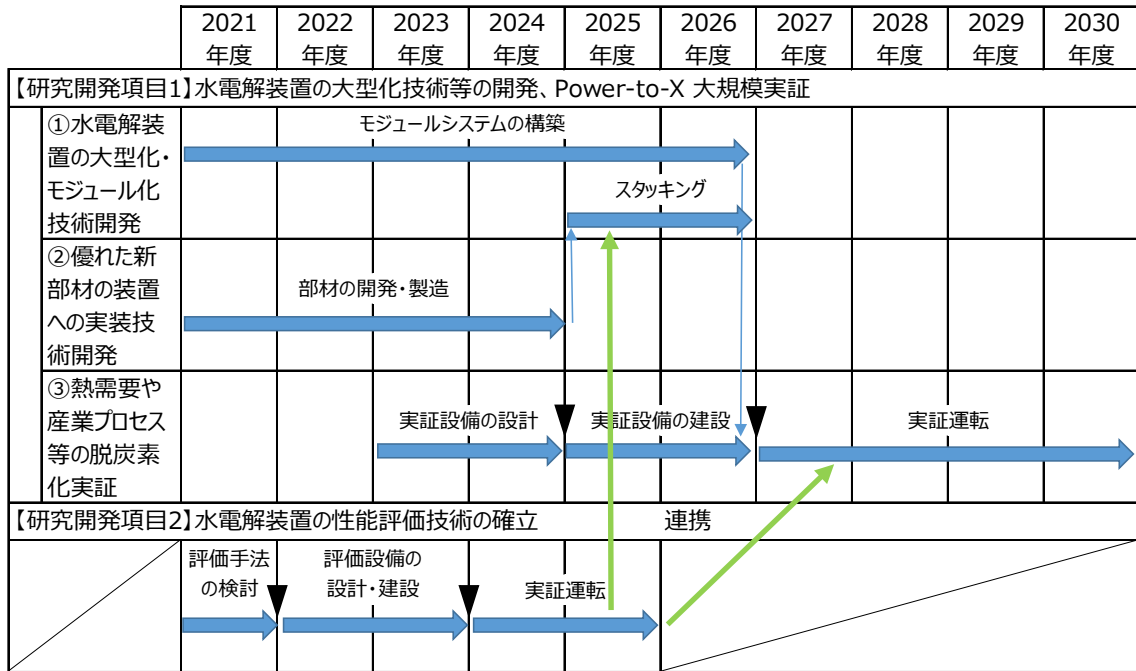 2021 2022 2023 2024 2025 2026 2027 2028 2029 2030
年度 年度 年度 年度 年度 年度 年度 年度 年度 年度
【研究開発項目1】水電解装置の大型化技術等の開発、Power-to-X 大規模実証
①水電解装
置の大型化・
モジュール化
技術開発
モジュールシステムの構築
スタッキング
②優れた新
部材の装置
への実装技
術開発
部材の開発・製造
③熱需要や
産業プロセス
等の脱炭素
化実証
実証設備の設計
実証設備の建設
実証運転
【研究開発項目2】水電解装置の性能評価技術の確立
連携
評価手法
の検討
評価設備の
設計・建設
実証運転